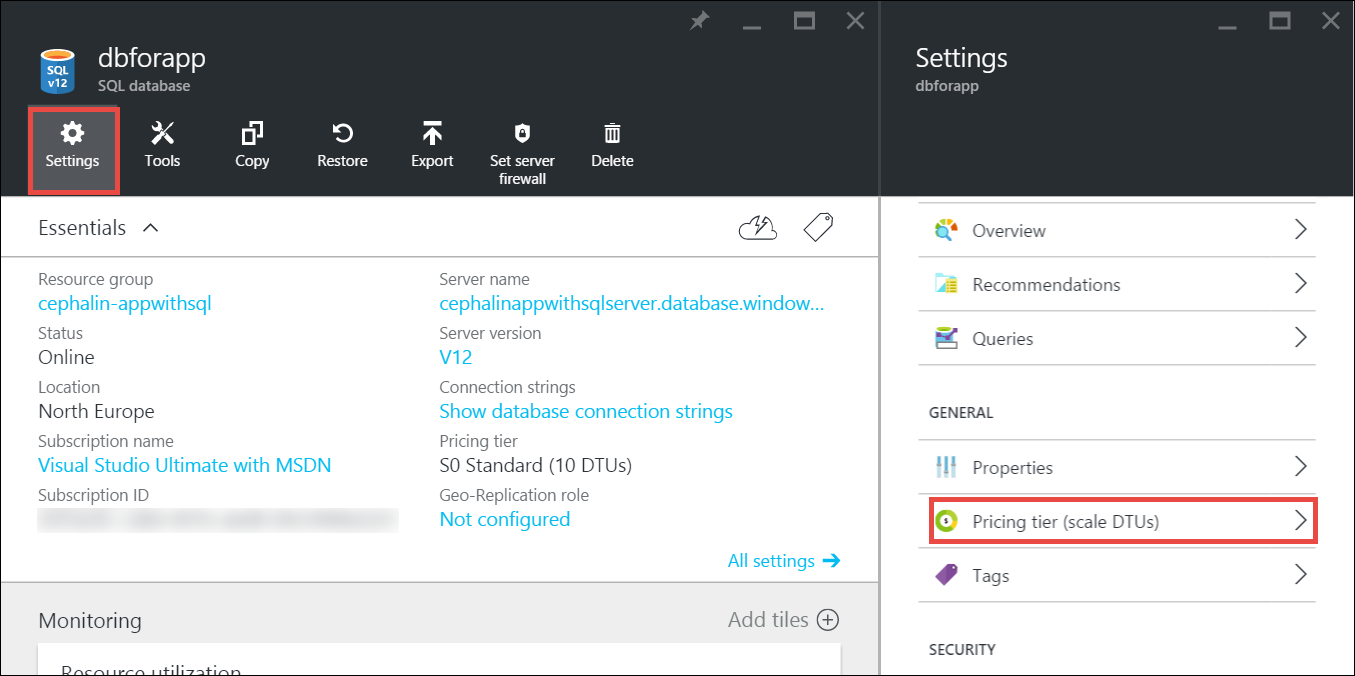 dbforapp
SQL database
SQL
v12
Settings
Tools
Copy
Restore
Export
Set server
firewall
Delete
Essentials
Resource group
cephalin-appwithsql
Status
Online
Location
North Europe
Subscription name
Visual Studio Ultimate with MSDN
Subscription ID
Server name
cephalinappwithsqlserver.database.window...
Server version
V12
Connection strings
Show database connection strings
Pricing tier
S0 Standard (10 DTUs)
Geo-Replication role
Not configured
All settings
Monitoring
Add tiles
Resource utilization
Settings
dbforapp
Overview
Recommendations
Queries
GENERAL
Properties
Pricing tier (scale DTUs)
Tags
SECURITY